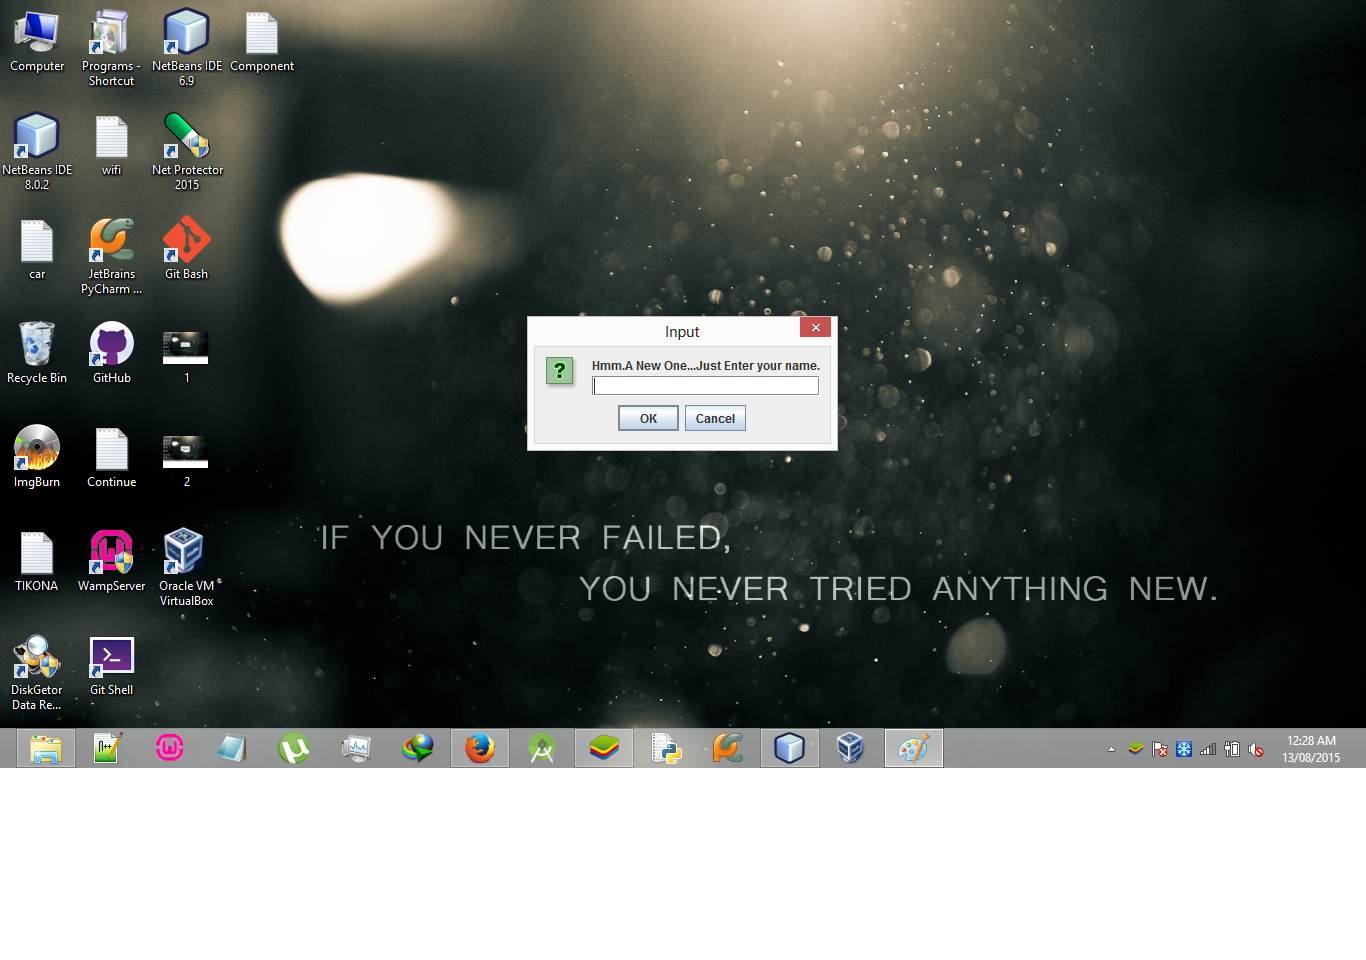 Computer
Programs -
Shortcut
NetBeans IDE
6.9
Component
NetBeans IDE
8.0.2
wifi
Net Protector
2015
car
JetBrains
PyCharm ...
Git Bash
Recycle Bin
GitHub
1
ImgBurn
Continue
2
TIKONA
WampServer
Oracle VM
VirtualBox
DiskGetor
Data Re...
Git Shell
Input
Hmm.A New One...Just Enter your name.
OK
Cancel
IF YOU NEVER FAILED,
YOU NEVER TRIED ANYTHING NEW.
12:28 AM
13/08/2015